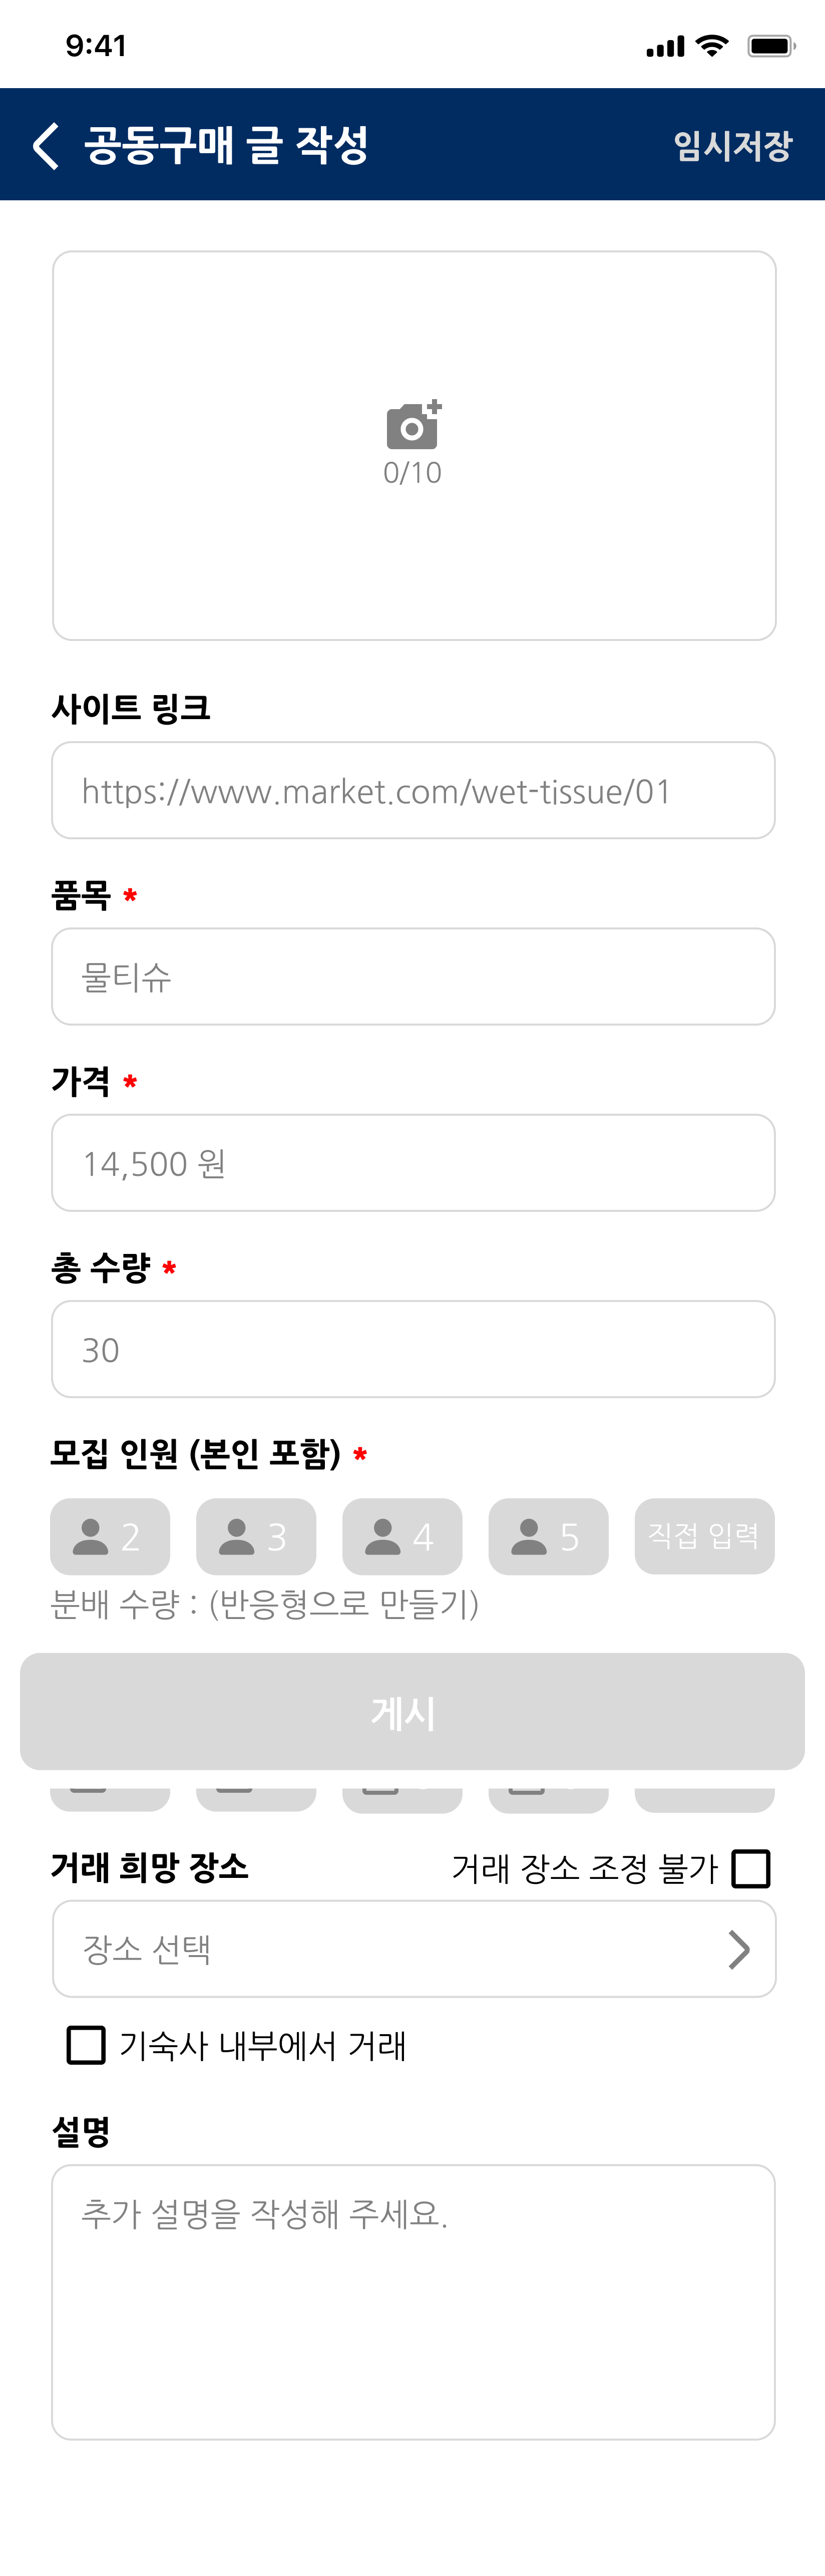 9:41
공동구매 글 작성
임시저장
0/10
사이트 링크
https://www.market.com/wet-tissue/01
품목 *
물티슈
가격 *
14,500 원
총 수량 *
30
모집 인원 (본인 포함) *
2 3 4 5 직접 입력
분배 수량 : (반응형으로 만들기)
게시
거래 희망 장소
거래 장소 조정 불가
장소 선택
기숙사 내부에서 거래
설명
추가 설명을 작성해 주세요.